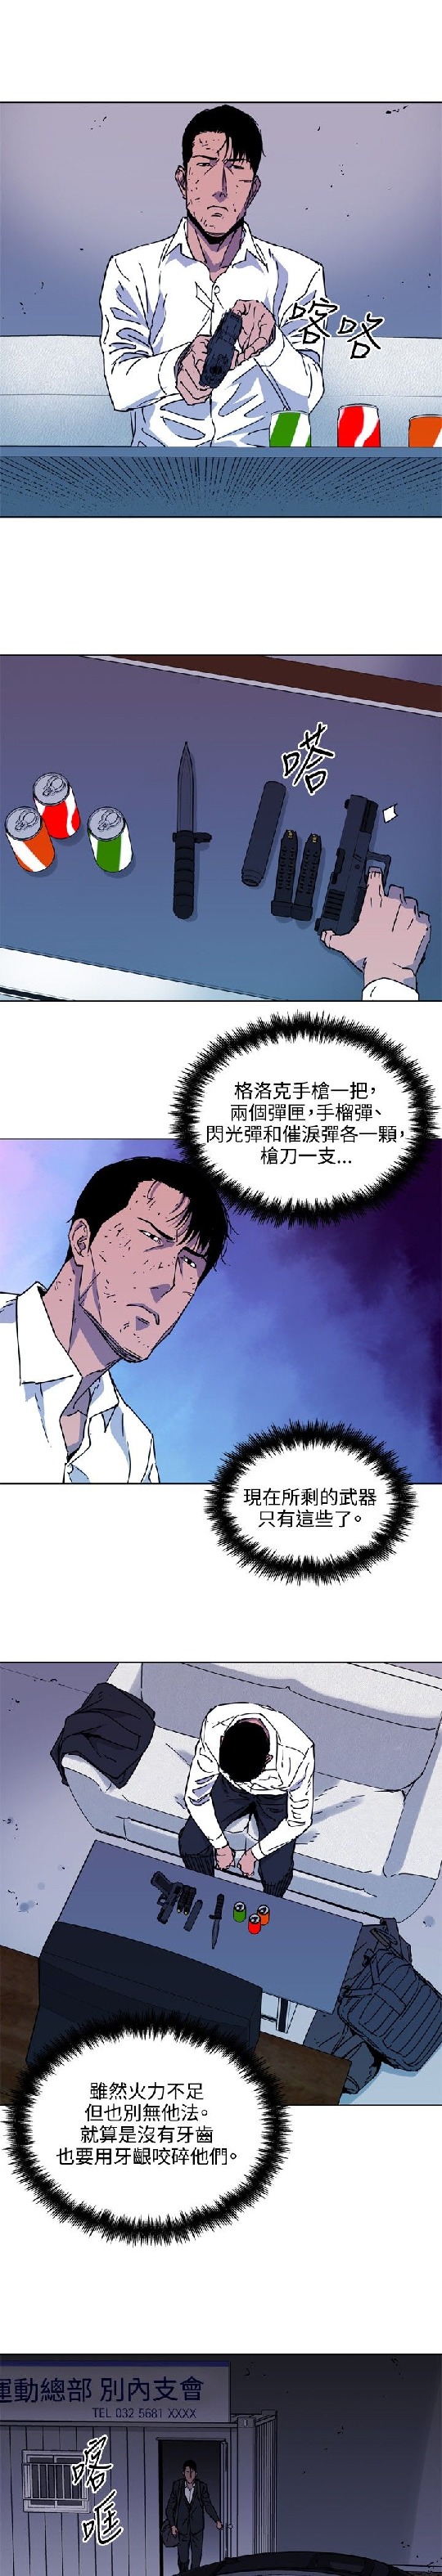 喀咯
嗒
格洛克手槍一把,
兩個彈匣,手榴彈、
閃光彈和催淚彈各一顆,
槍刀一支...
現在所剩的武器
只有這些了。
雖然火力不足
但也別無他法。
就算是沒有牙齒
也要用牙齦咬碎他們。
運動總部 別內支會
TEL 032 5681 XXXX
喀
哐